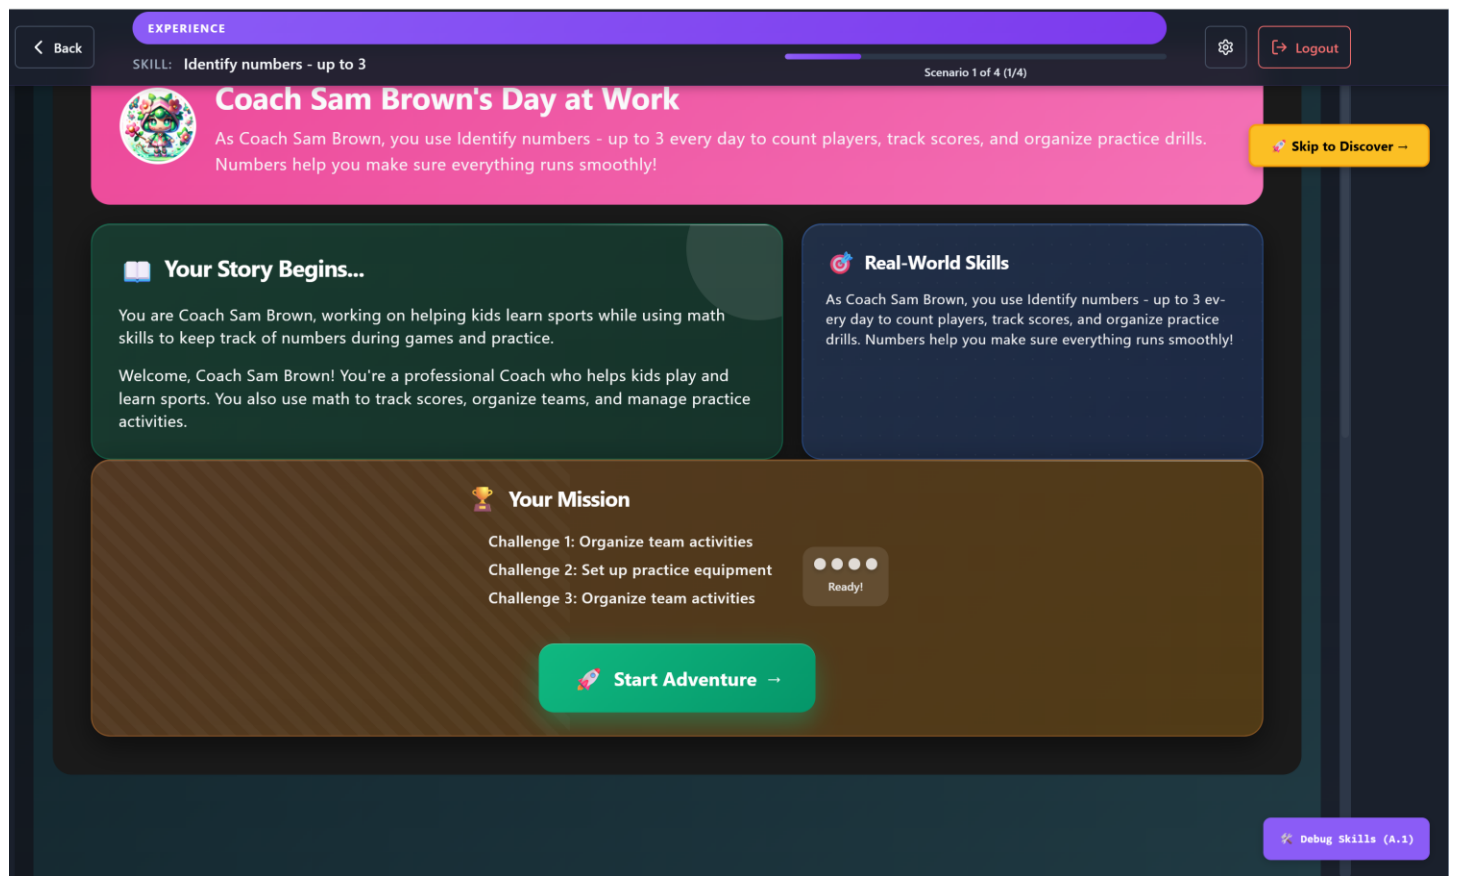 EXPERIENCE
Back
SKILL: Identify numbers - up to 3
Scenario 1 of 4 (1/4)
Logout
Coach Sam Brown's Day at Work
As Coach Sam Brown, you use Identify numbers - up to 3 every day to count players, track scores, and organize practice drills.
Numbers help you make sure everything runs smoothly!
Skip to Discover →
Your Story Begins...
You are Coach Sam Brown, working on helping kids learn sports while using math
skills to keep track of numbers during games and practice.
Welcome, Coach Sam Brown! You're a professional Coach who helps kids play and
learn sports. You also use math to track scores, organize teams, and manage practice
activities.
Real-World Skills
As Coach Sam Brown, you use Identify numbers - up to 3 ev-
ery day to count players, track scores, and organize practice
drills. Numbers help you make sure everything runs smoothly!
Your Mission
Challenge 1: Organize team activities
Challenge 2: Set up practice equipment
Challenge 3: Organize team activities
Ready!
Start Adventure →
Debug Skills (A.1)